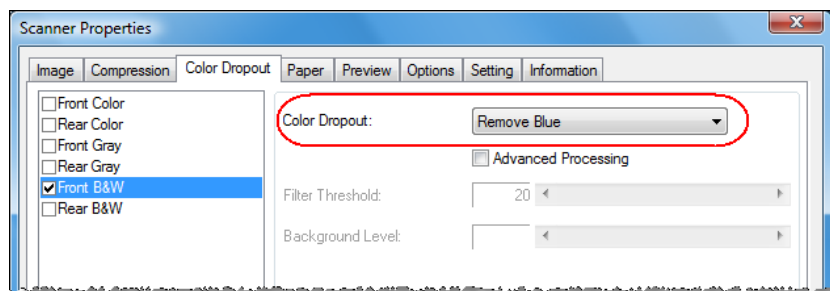 Scanner Properties
Image Compression Color Dropout Paper Preview Options Setting Information
Front Color
Rear Color
Front Gray
Rear Gray
Front B&W
Rear B&W
Color Dropout: Remove Blue
Advanced Processing
Filter Threshold: 20
Background Level: